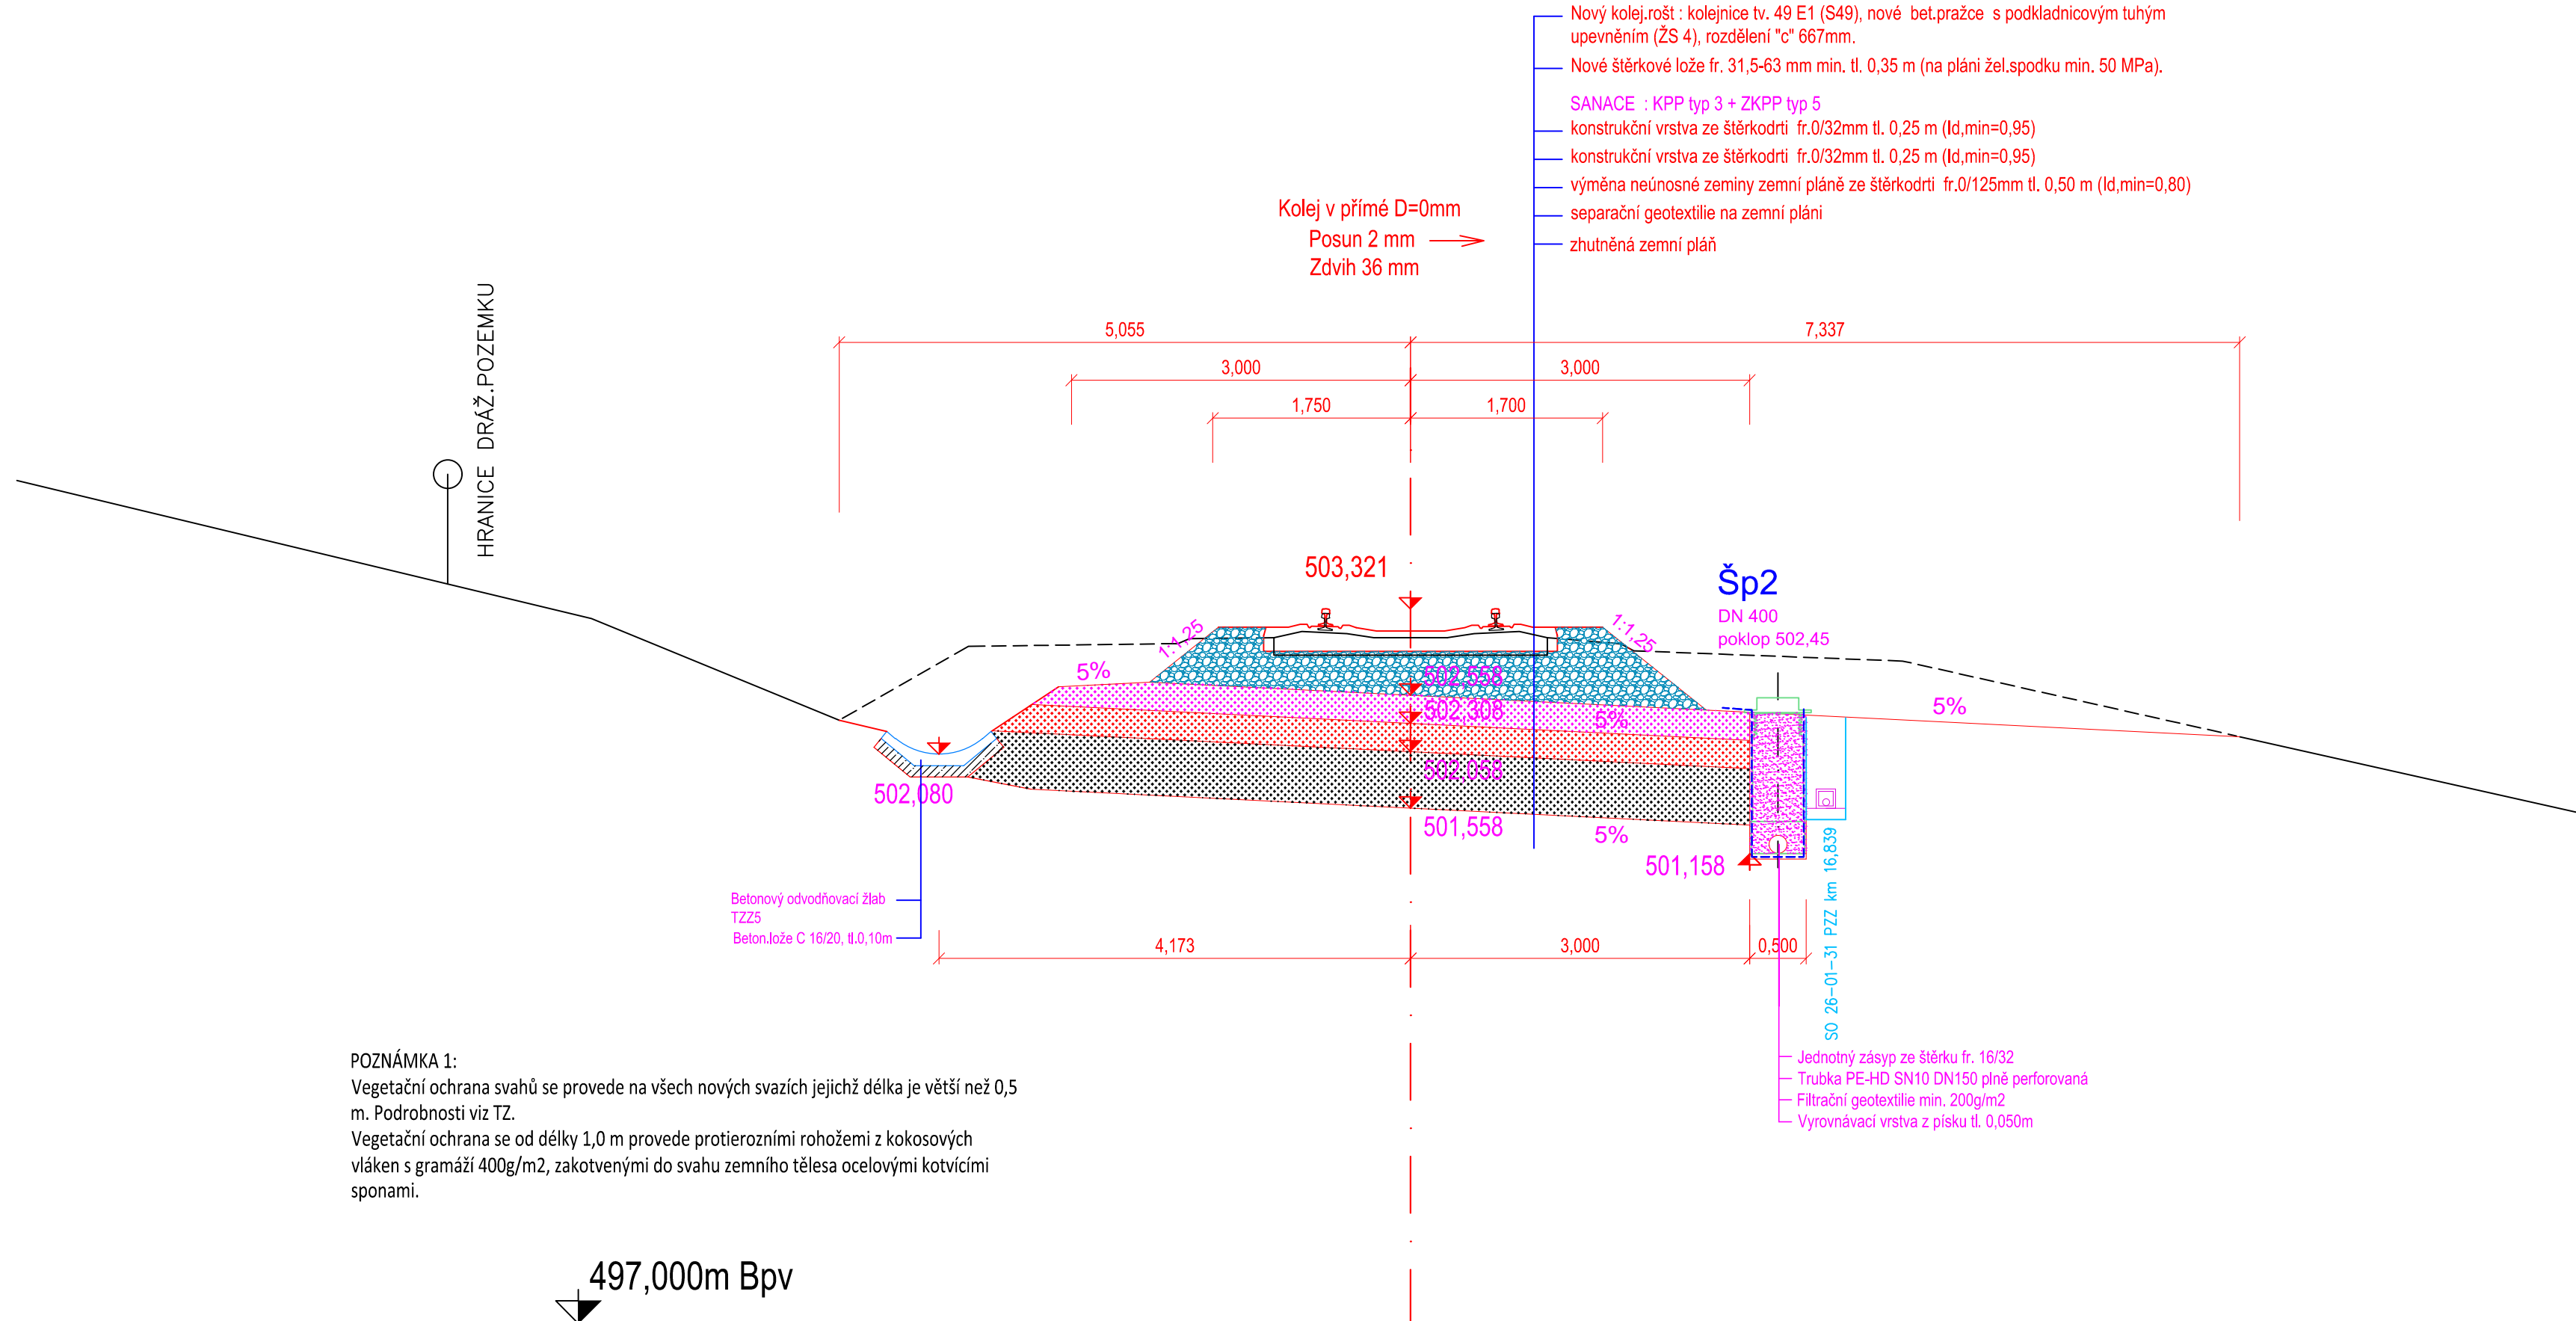 Nový kolej.rošt : kolejnice tv. 49 E1 (S49), nové bet.pražce s podkladnicovým tuhým
upevněním (ŽS 4), rozdělení "c" 667mm.
Nové štěrkové lože fr. 31,5-63 mm min. tl. 0,35 m (na pláni žel.spodku min. 50 MPa).
SANACE : KPP typ 3 + ZKPP typ 5
konstrukční vrstva ze štěrkodrti fr.0/32mm tl. 0,25 m (Id,min=0,95)
konstrukční vrstva ze štěrkodrti fr.0/32mm tl. 0,25 m (Id,min=0,95)
výměna neúnosné zeminy zemní pláně ze štěrkodrti fr.0/125mm tl. 0,50 m (Id,min=0,80)
separační geotextilie na zemní pláni
zhutněná zemní pláň
Kolej v přímé D=0mm
Posun 2 mm
Zdvih 36 mm
HRANICE DRÁŽ.POZEMKU
5,055
7,337
3,000
3,000
1,750
1,700
503,321
Šp2
DN 400
poklop 502,45
1:1,25
1:1,25
5%
502,558
502,308
5%
5%
502,058
502,080
501,558
5%
501,158
SO 26-01-31 PZZ km 16,839
Betonový odvodňovací žlab
TZZ5
Beton.lože C 16/20, tl.0,10m
4,173
3,000
0,500
Jednotný zásyp ze štěrku fr. 16/32
Trubka PE-HD SN10 DN150 plně perforovaná
Filtrační geotextilie min. 200g/m2
Vyrovnávací vrstva z písku tl. 0,050m
POZNÁMKA 1:
Vegetační ochrana svahů se provede na všech nových svazích jejichž délka je větší než 0,5
m. Podrobnosti viz TZ.
Vegetační ochrana se od délky 1,0 m provede protierozními rohožemi z kokosových
vláken s gramáží 400g/m2, zakotvenými do svahu zemního tělesa ocelovými kotvícími
sponami.
497,000m Bpv